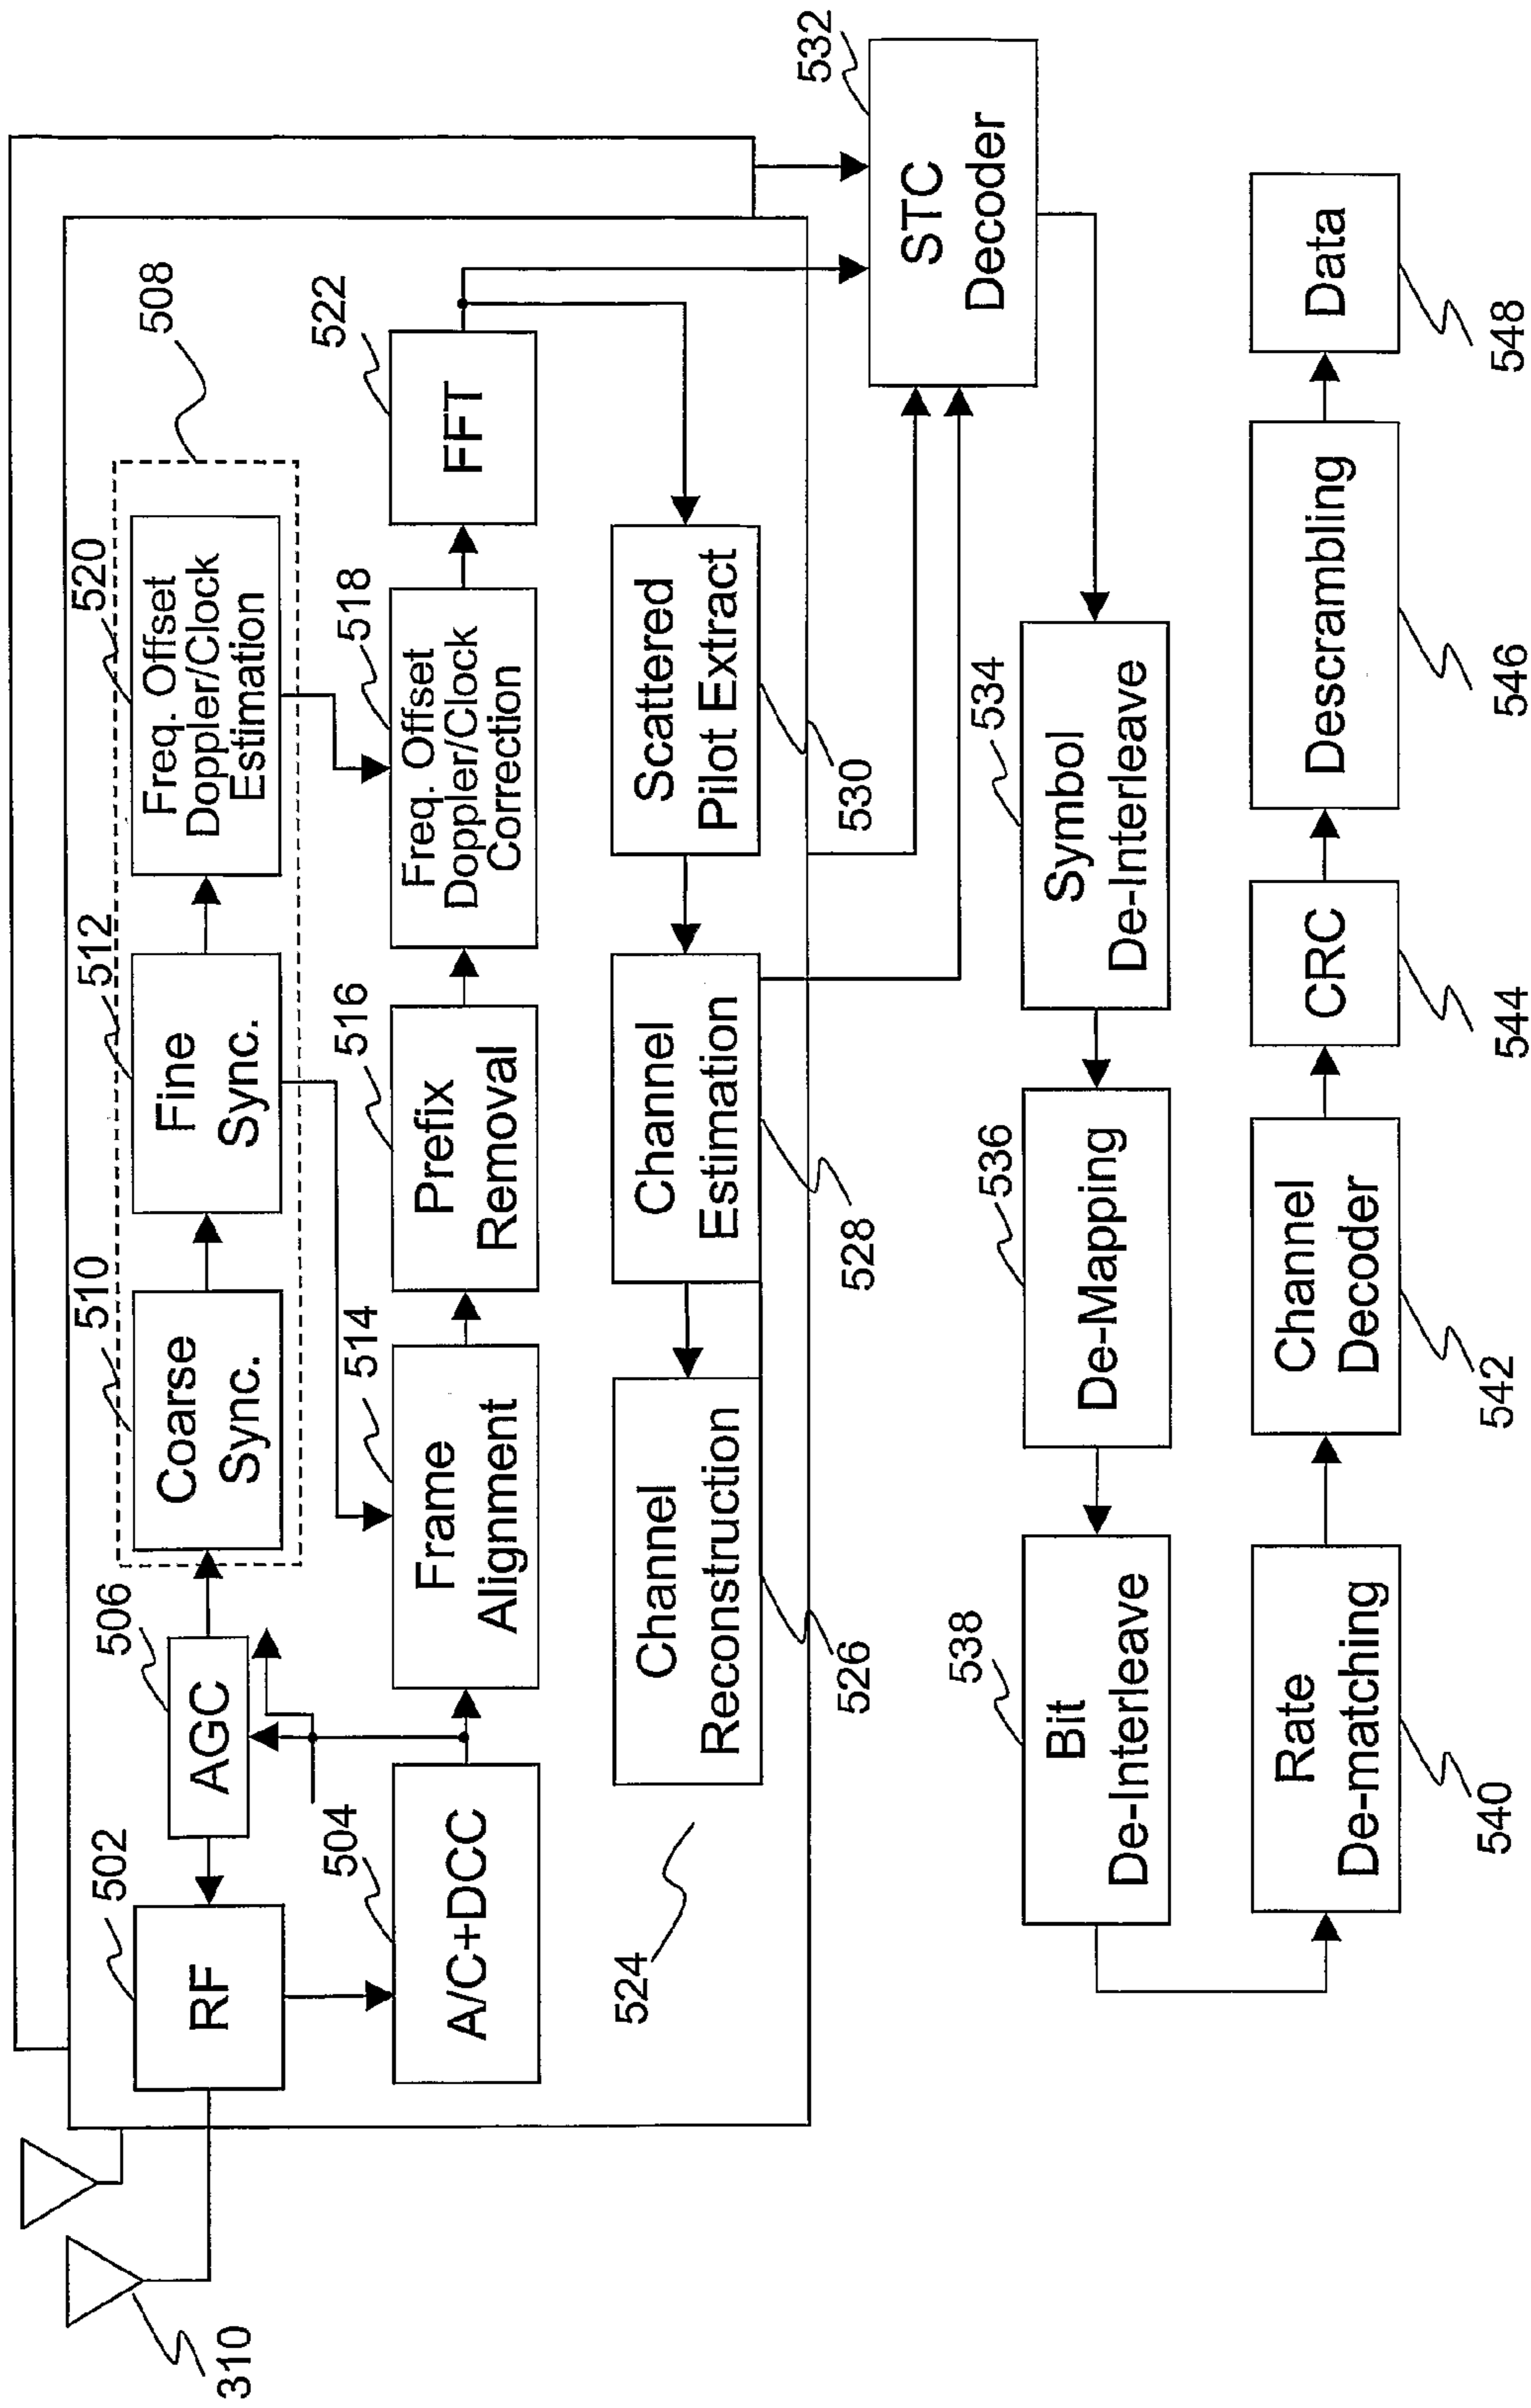 310
502
RF
506
AGC
504
A/C+DCC
508
510
Coarse
Sync.
512
Fine
Sync.
520
Freq. Offset
Doppler/Clock
Estimation
514
Frame
Alignment
516
Prefix
Removal
518
Freq. Offset
Doppler/Clock
Correction
522
FFT
524
Channel
Reconstruction
526
Channel
Estimation
528
Scattered
Pilot Extract
530
532
STC
Decoder
534
Symbol
De-Interleave
536
De-Mapping
538
Bit
De-Interleave
Rate
De-matching
540
Channel
Decoder
542
CRC
544
Descrambling
546
Data
548